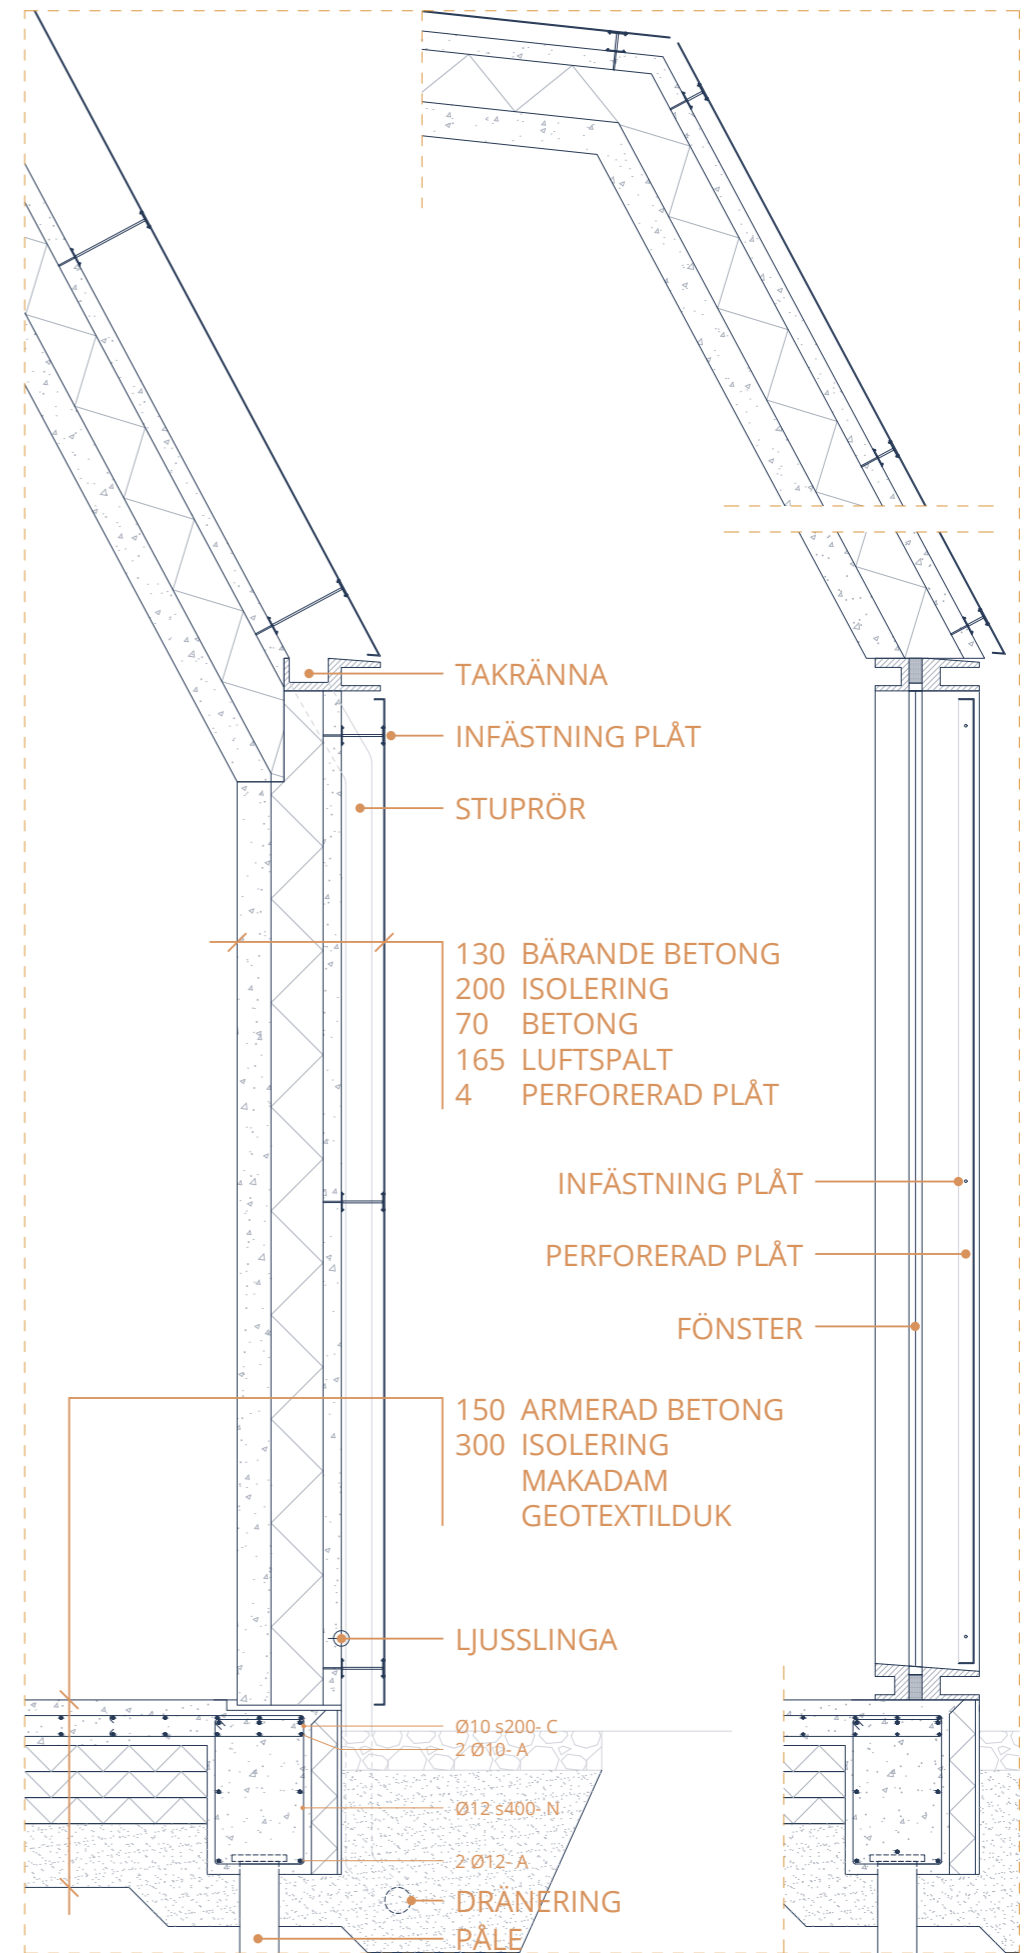 TAKRÄNNA
INFÄSTNING PLÅT
STUPRÖR
130 BÄRANDE BETONG
200 ISOLERING
70 BETONG
165 LUFTSPALT
4 PERFORERAD PLÅT
INFÄSTNING PLÅT
PERFORERAD PLÅT
FÖNSTER
150 ARMERAD BETONG
300 ISOLERING
MAKADAM
GEOTEXTILDUK
LJUSSLINGA
Ø10 s200- C
2 Ø10- A
Ø12 s400- N
2 Ø12- A
DRÄNERING
PÅLE